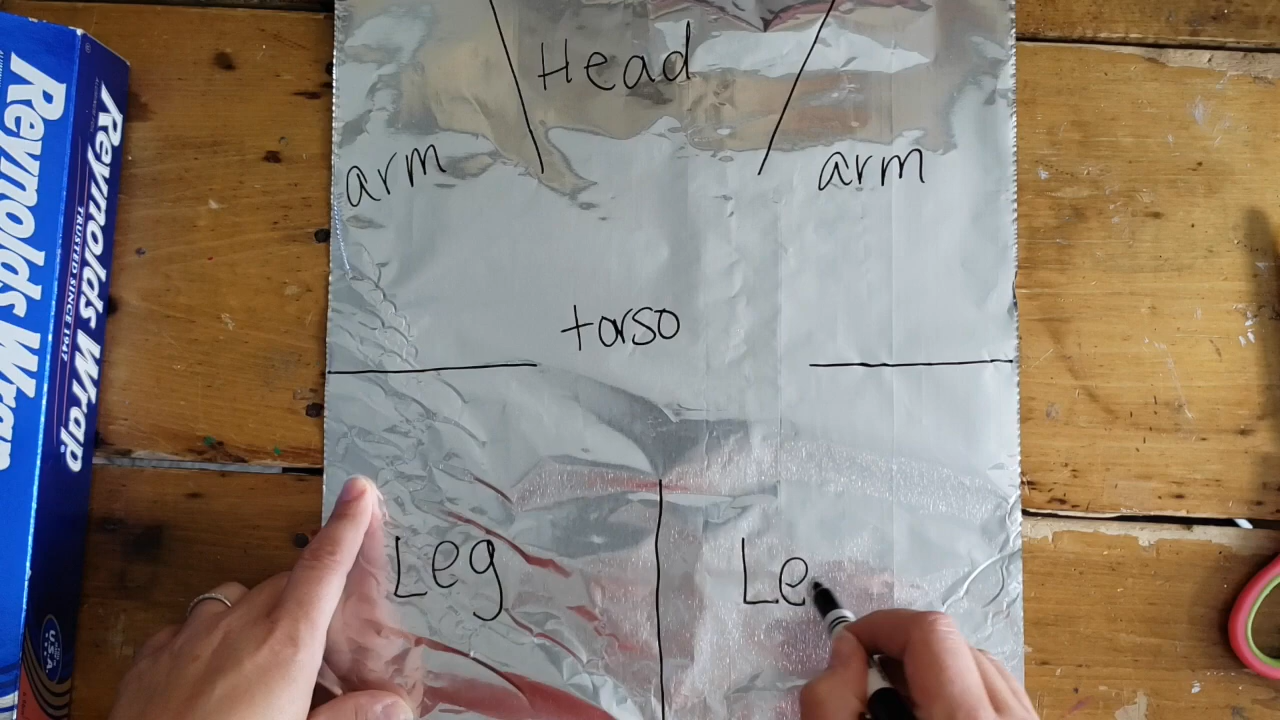 Head
arm
arm
torso
Leg
Le
Reynolds Wrap
Reynolds Wrap
TRUSTED SINCE 1947
U.S.A.